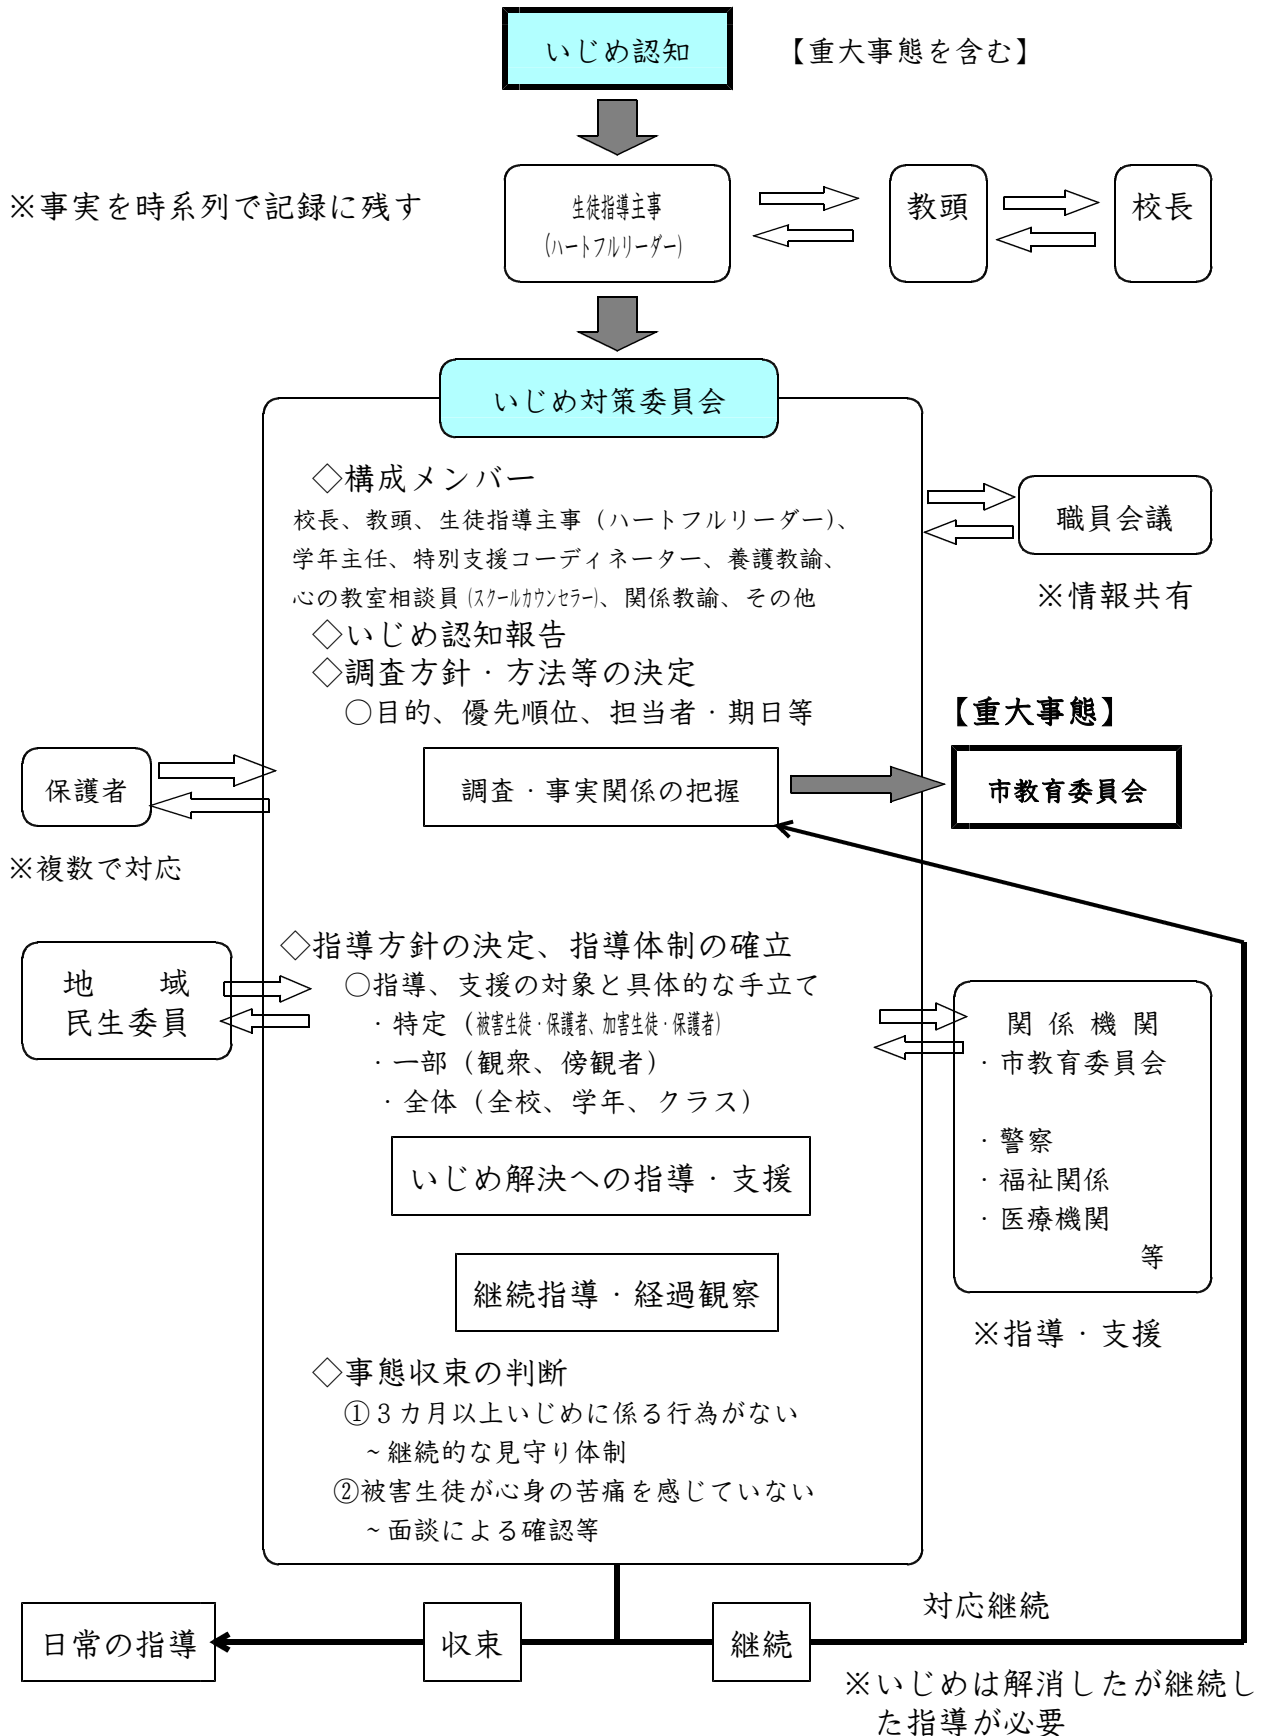 いじめ認知
【重大事態を含む】
※事実を時系列で記録に残す
生徒指導主事
(ハートフルリーダー)
教頭
校長
いじめ対策委員会
◇構成メンバー
校長、教頭、生徒指導主事（ハートフルリーダー）、
学年主任、特別支援コーディネーター、養護教諭、
心の教室相談員(スクールカウンセラー)、関係教諭、その他
職員会議
※情報共有
◇いじめ認知報告
◇調査方針・方法等の決定
○目的、優先順位、担当者・期日等
【重大事態】
保護者
調査・事実関係の把握
市教育委員会
※複数で対応
◇指導方針の決定、指導体制の確立
地　域
民生委員
○指導、支援の対象と具体的な手立て
・特定（被害生徒・保護者、加害生徒・保護者）
・一部（観衆、傍観者）
・全体（全校、学年、クラス）
関係機関
・市教育委員会
・警察
・福祉関係
・医療機関
等
※指導・支援
いじめ解決への指導・支援
継続指導・経過観察
◇事態収束の判断
①３カ月以上いじめに係る行為がない
~継続的な見守り体制
②被害生徒が心身の苦痛を感じていない
~面談による確認等
対応継続
日常の指導
収束
継続
※いじめは解消したが継続し
た指導が必要